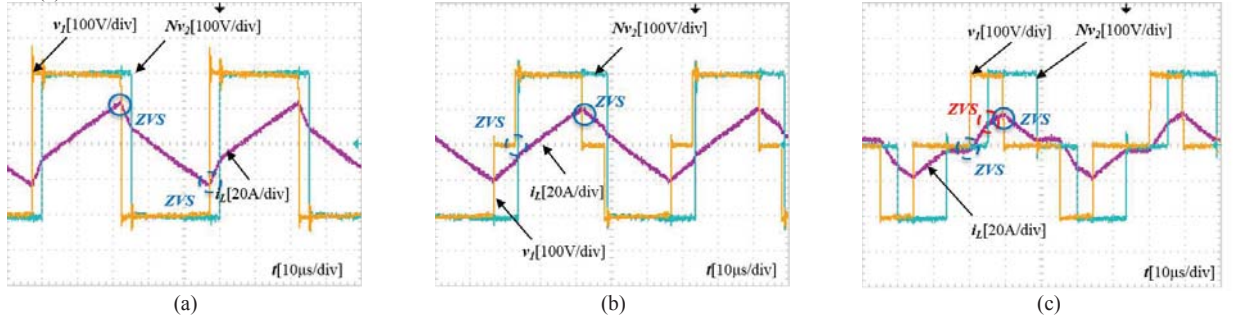 v1[100V/div]
Nv2[100V/div]
ZVS
ZVS
iL[20A/div]
t[10μs/div]
(a)
Nv2[100V/div]
ZVS
ZVS
iL[20A/div]
v1[100V/div]
t[10μs/div]
(b)
v1[100V/div]
Nv2[100V/div]
ZVS
ZVS
ZVS
iL[20A/div]
t[10μs/div]
(c)